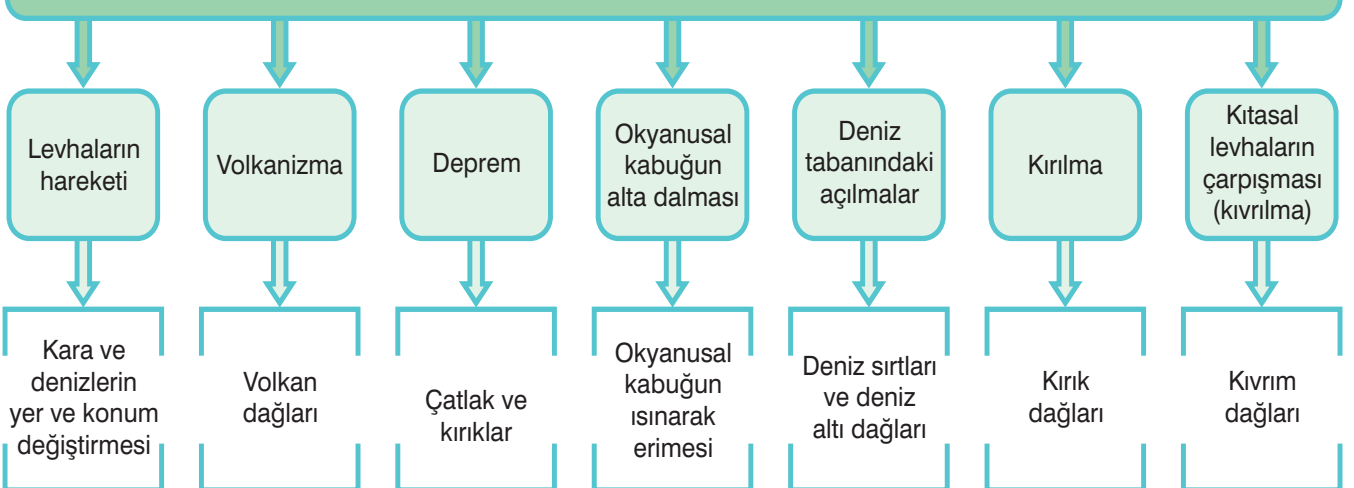 Levhaların
hareketi
Volkanizma
Deprem
Okyanusal
kabuğun
alta dalması
Deniz
tabanındaki
açılmalar
Kırılma
Kıtasal
levhaların
çarpışması
(kıvrılma)
Kara ve
denizlerin
yer ve konum
değiştirmesi
Volkan
dağları
Çatlak ve
kırıklar
Okyanusal
kabuğun
ısınarak
erimesi
Deniz sırtları
ve deniz
altı dağları
Kırık
dağları
Kıvrım
dağları